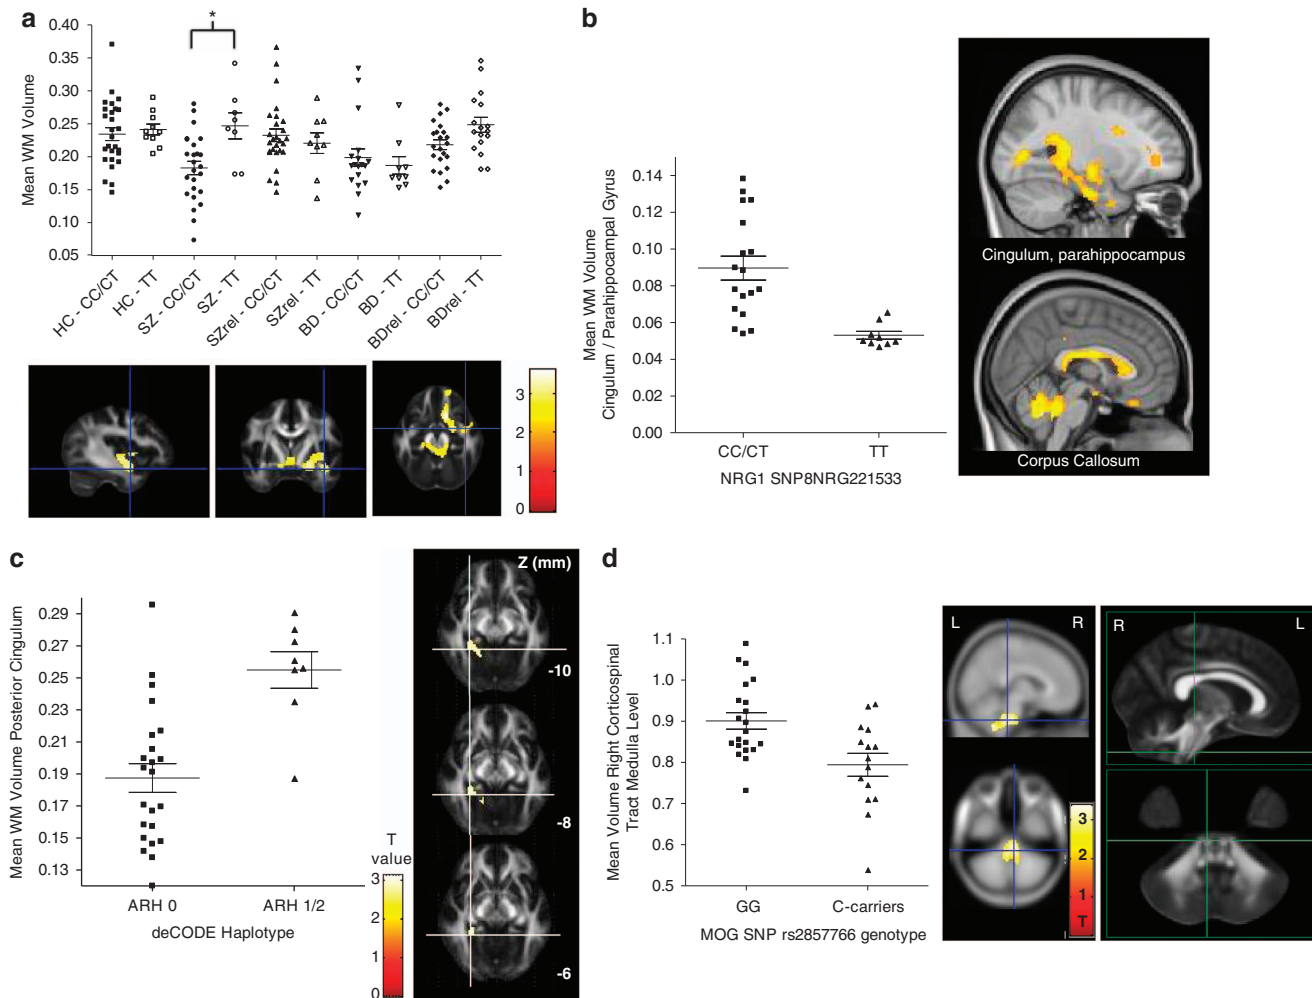 a
*
0.40
0.35
0.30
0.25
0.20
0.15
0.10
0.05
Mean WM Volume
HC - CC/CT
HC - TT
SZ - CC/CT
SZ - TT
SZrel - CC/CT
SZrel - TT
BD - CC/CT
BD - TT
BDrel - CC/CT
BDrel - TT
3
2
1
0
b
0.14
0.12
0.10
0.08
0.06
0.04
0.02
0.00
Mean WM Volume
Cingulum / Parahippocampal Gyrus
CC/CT
TT
NRG1 SNP8NRG221533
Cingulum, parahippocampus
Corpus Callosum
c
0.29
0.27
0.25
0.23
0.21
0.19
0.17
0.15
0.13
Mean WM Volume Posterior Cingulum
ARH 0
ARH 1/2
deCODE Haplotype
T
value
3
2
1
0
Z (mm)
-10
-8
-6
d
1.1
1.0
0.9
0.8
0.7
0.6
0.5
Mean Volume Right Corticospinal
Tract Medulla Level
GG
C-carriers
MOG SNP rs2857766 genotype
L
R
3
2
1
T
R
L